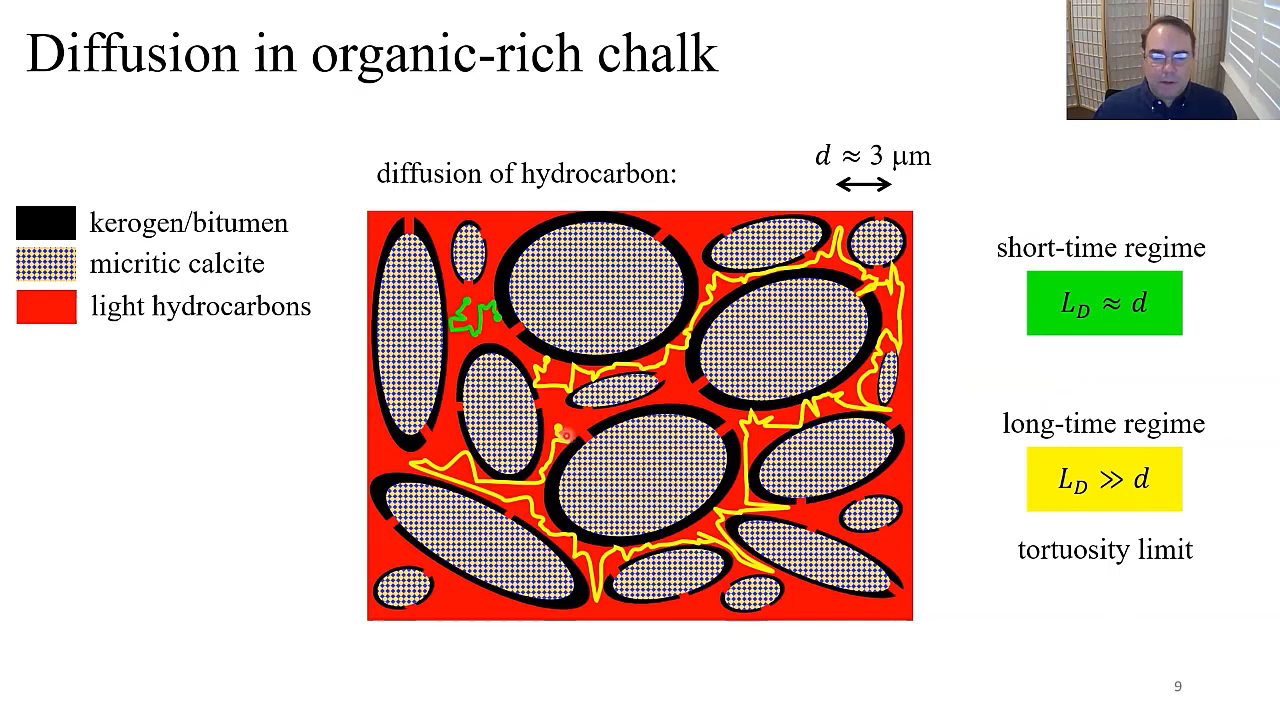 Diffusion in organic-rich chalk
diffusion of hydrocarbon:
d ≈ 3 μm
kerogen/bitumen
micritic calcite
light hydrocarbons
short-time regime
L_D ≈ d
long-time regime
L_D ≫ d
tortuosity limit
9